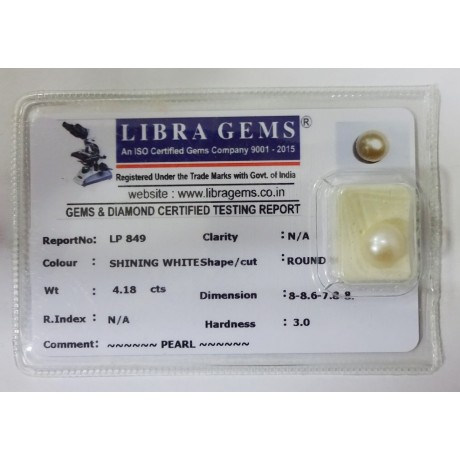 LIBRA GEMS®
An ISO Certified Gems Company 9001 - 2015
Registered Under the Trade Marks with Govt. of India
website : www.libragems.co.in
GEMS & DIAMOND CERTIFIED TESTING REPORT
ReportNo: LP 849 Clarity : N/A
Colour : SHINING WHITE Shape/cut : ROUND
Wt : 4.18 cts Dimension : 8-8.6-7.8-8.
R.Index : N/A Hardness : 3.0
Comment: ~~~~~~ PEARL ~~~~~~